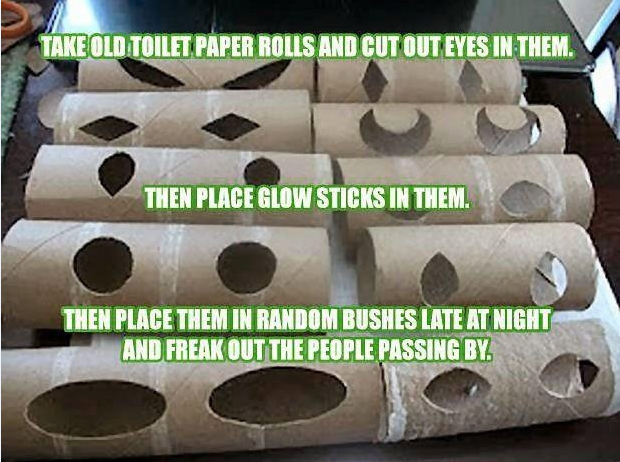 TAKE OLD TOILET PAPER ROLLS AND CUT OUT EYES IN THEM.
THEN PLACE GLOW STICKS IN THEM.
THEN PLACE THEM IN RANDOM BUSHES LATE AT NIGHT
AND FREAK OUT THE PEOPLE PASSING BY.